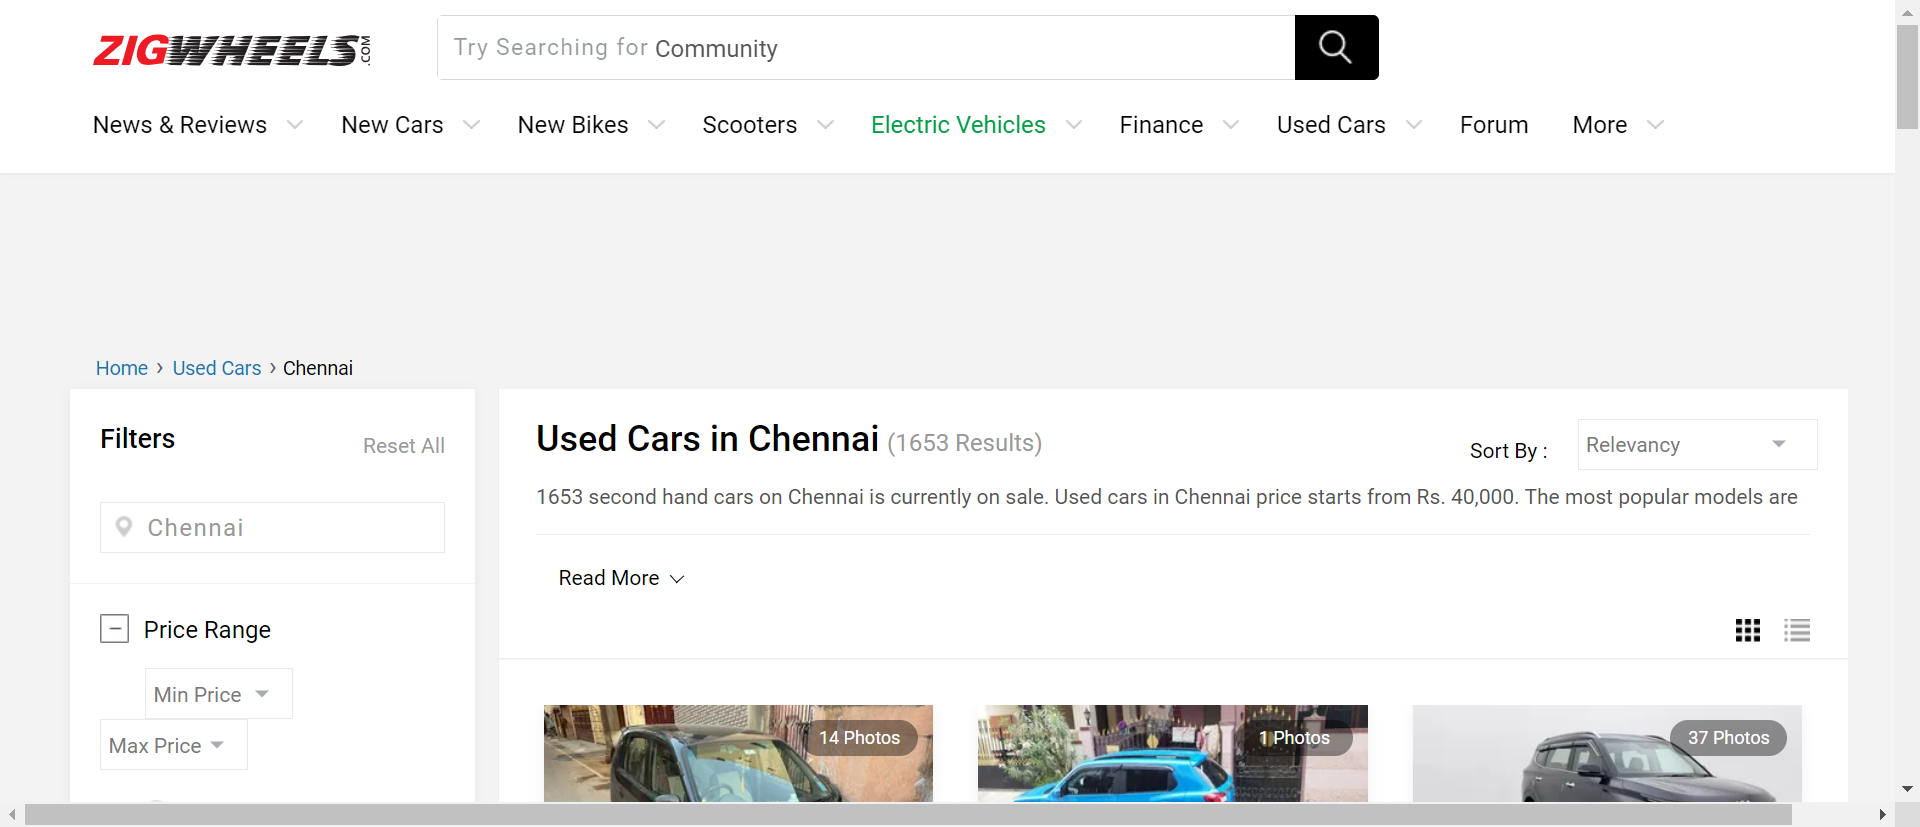 ZIGWHEELS.COM
Try Searching for Community
News & Reviews New Cars New Bikes Scooters Electric Vehicles Finance Used Cars Forum More
Home › Used Cars › Chennai
Filters
Reset All
Chennai
Price Range
Min Price
Max Price
Used Cars in Chennai (1653 Results)
Sort By : Relevancy
1653 second hand cars on Chennai is currently on sale. Used cars in Chennai price starts from Rs. 40,000. The most popular models are
Read More
14 Photos
1 Photos
37 Photos